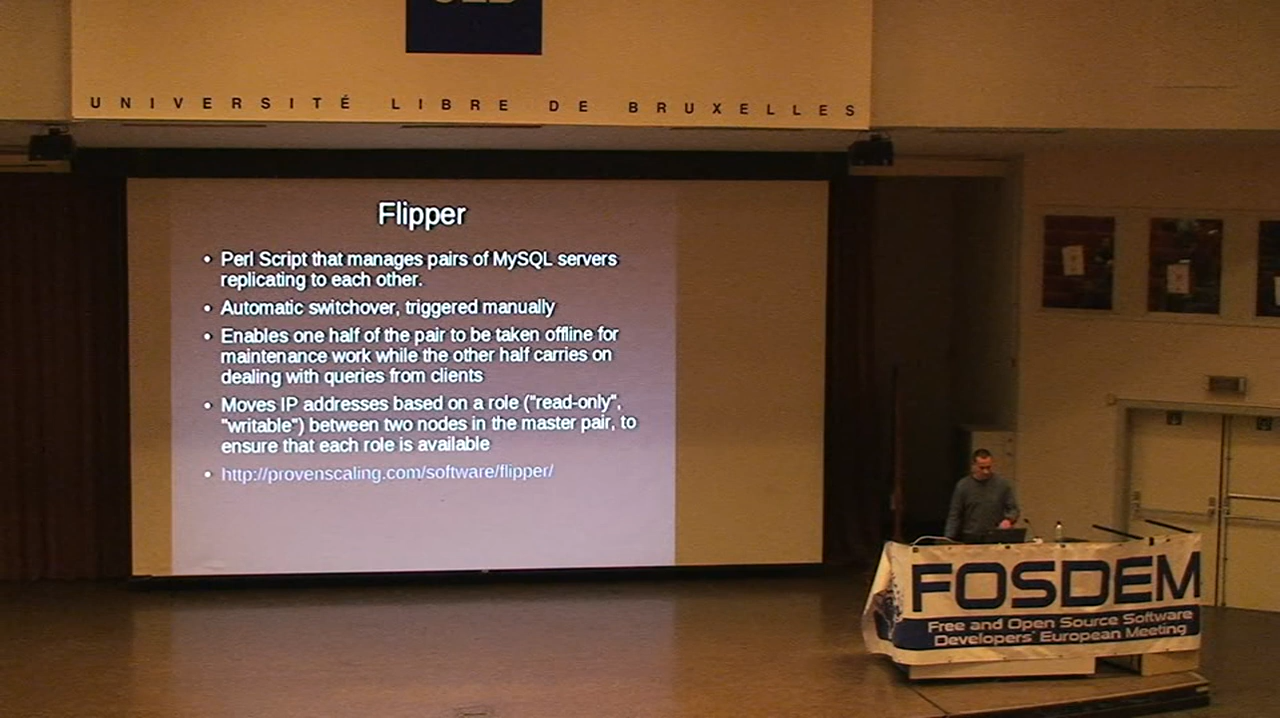 UNIVERSITÉ LIBRE DE BRUXELLES
Flipper
• Perl Script that manages pairs of MySQL servers
replicating to each other.
• Automatic switchover, triggered manually
• Enables one half of the pair to be taken offline for
maintenance work while the other half carries on
dealing with queries from clients
• Moves IP addresses based on a role ("read-only",
"writable") between two nodes in the master pair, to
ensure that each role is available
• http://provenscaling.com/software/flipper/
FOSDEM
Free and Open Source Software
Developers' European Meeting